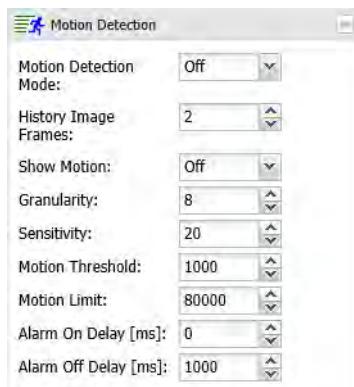 Motion Detection
Motion Detection Mode: Off
History Image Frames: 2
Show Motion: Off
Granularity: 8
Sensitivity: 20
Motion Threshold: 1000
Motion Limit: 80000
Alarm On Delay [ms]: 0
Alarm Off Delay [ms]: 1000